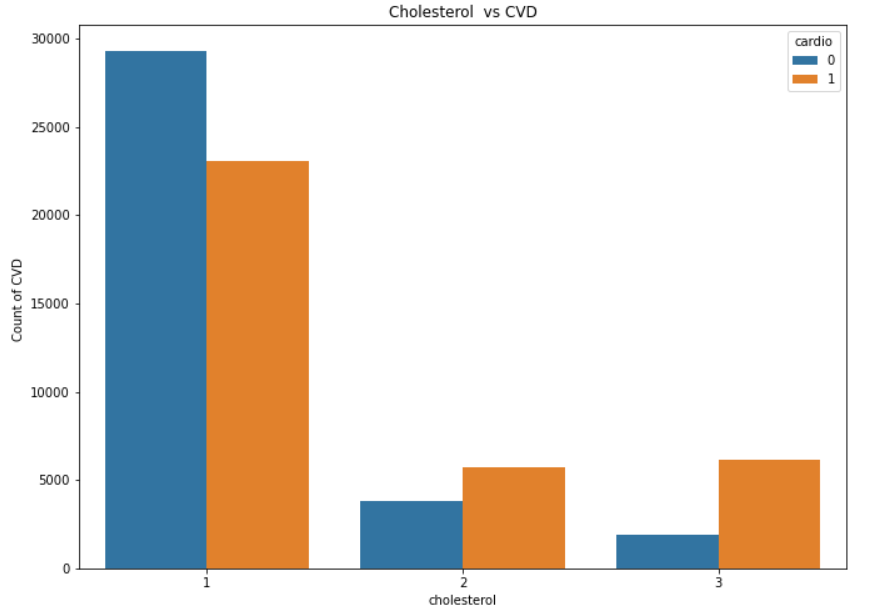 Cholesterol  vs CVD
cardio
0
1
Count of CVD
30000
25000
20000
15000
10000
5000
0
1 2 3
cholesterol